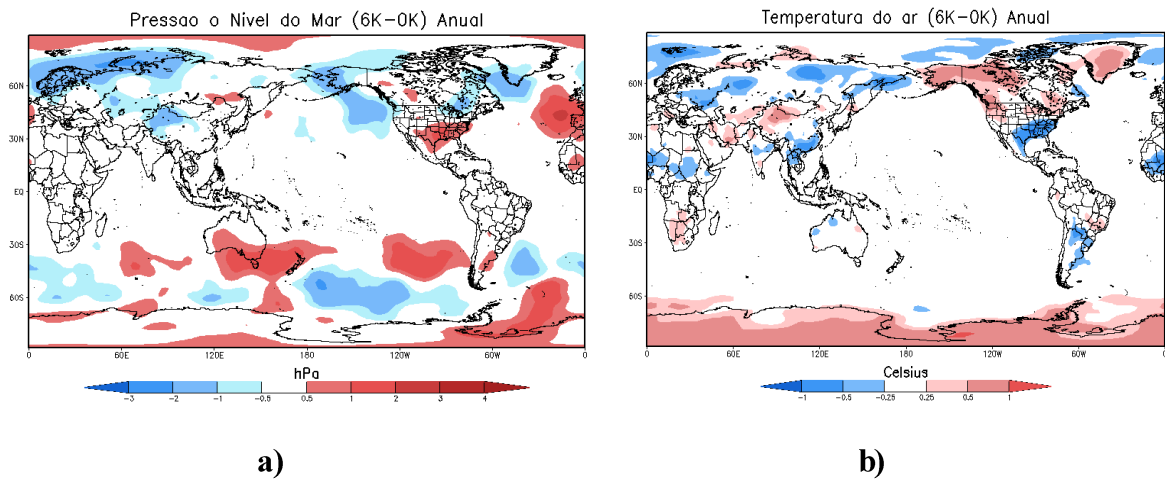 Pressao o Nivel do Mar (6K-0K) Anual
60N
30N
EQ
30S
60S
0
60E
120E
180
120W
60W
0
hPa
-3
-2
-1
-0.5
0.5
1
2
3
4
a)
Temperatura do ar (6K-0K) Anual
60N
30N
EQ
30S
60S
0
60E
120E
180
120W
60W
0
Celsius
-1
-0.5
-0.25
0.25
0.5
1
b)